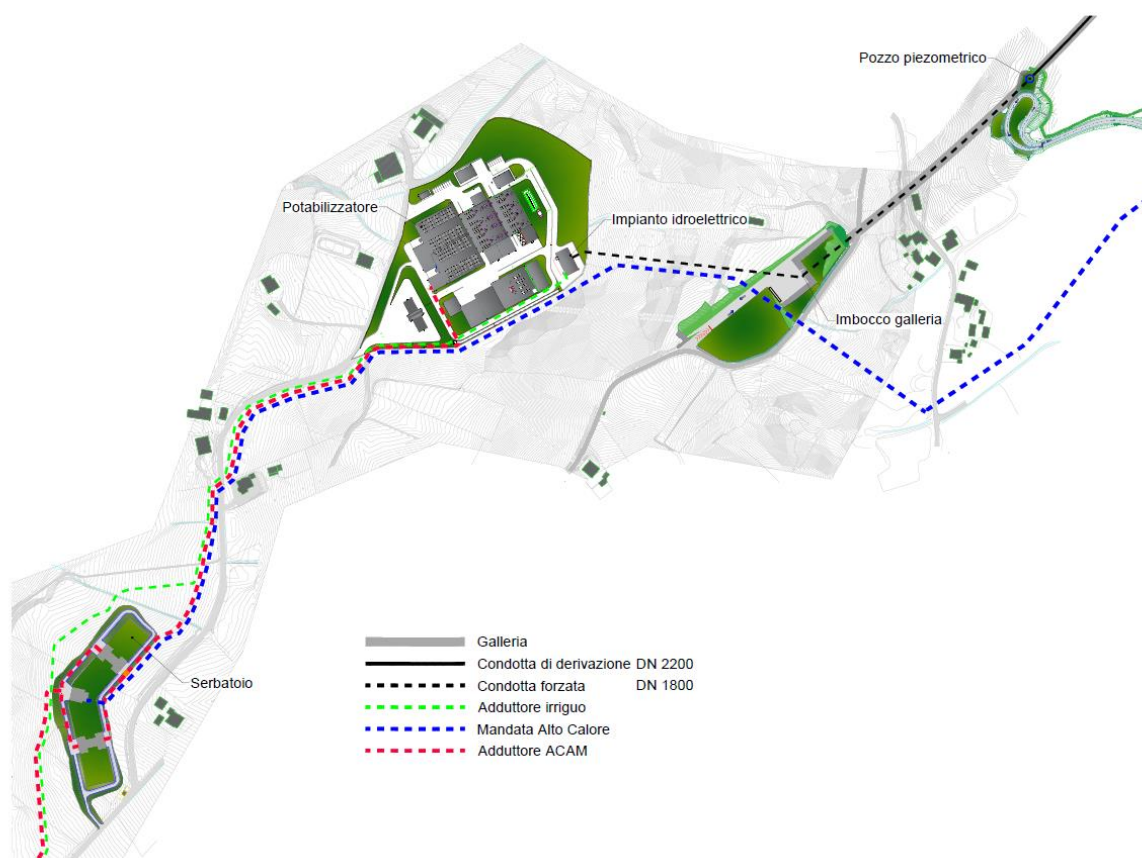 Pozzo piezometrico
Potabilizzatore
Impianto idroelettrico
Imbocco galleria
Serbatoio
Galleria
Condotta di derivazione DN 2200
Condotta forzata DN 1800
Adduttore irriguo
Mandata Alto Calore
Adduttore ACAM